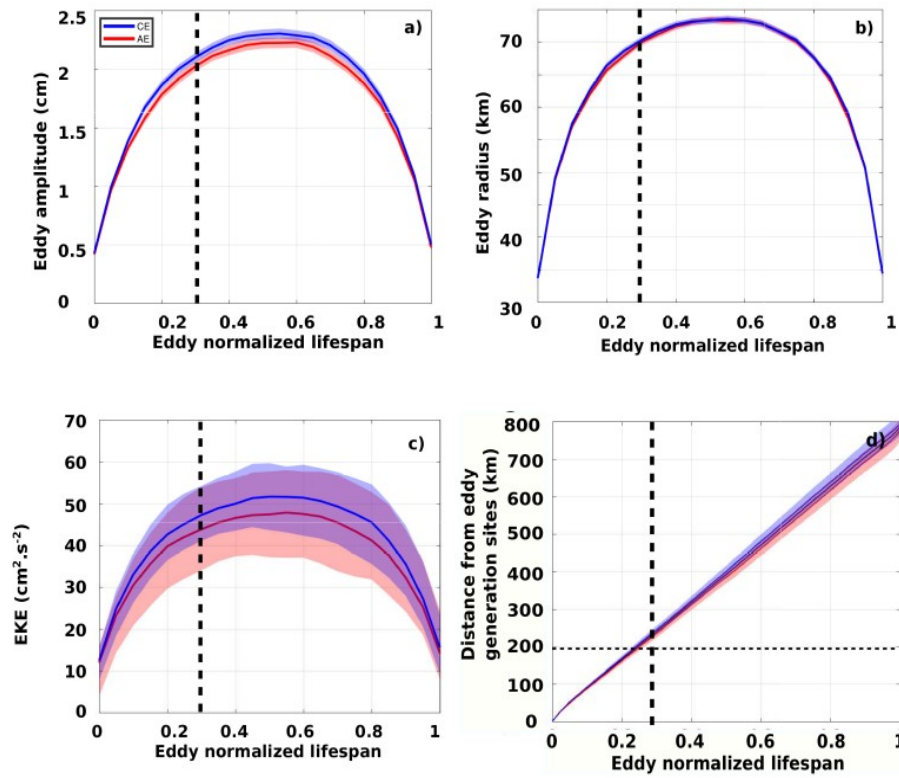 2.5
2
1.5
1
0.5
0
CE
AE
a)
Eddy amplitude (cm)
0 0.2 0.4 0.6 0.8 1
Eddy normalized lifespan
70
60
72
50
40
30
b)
Eddy radius (km)
0 0.2 0.4 0.6 0.8 1
Eddy normalized lifespan
70
60
50
40
30
20
10
0
c)
EKE (cm².s⁻²)
0 0.2 0.4 0.6 0.8 1
Eddy normalized lifespan
800
700
600
500
400
300
200
100
0
d)
Distance from eddy
generation sites (km)
0 0.2 0.4 0.6 0.8 1
Eddy normalized lifespan